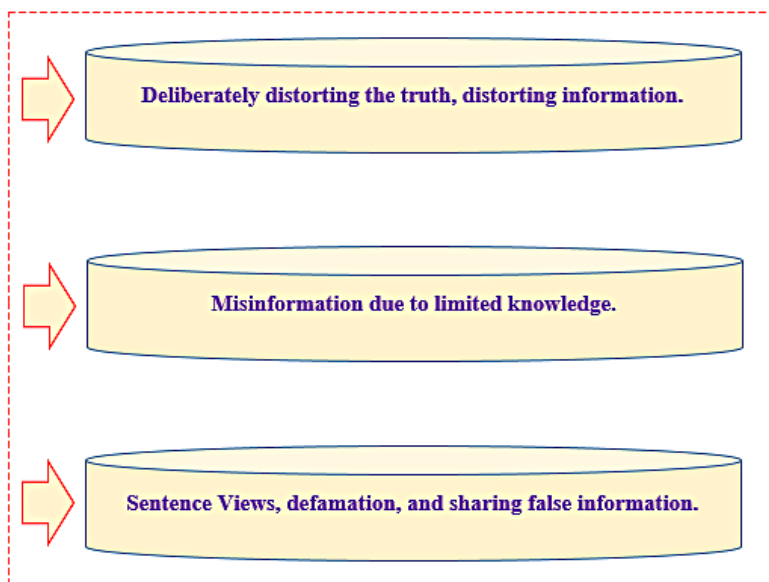 Deliberately distorting the truth, distorting information.
Misinformation due to limited knowledge.
Sentence Views, defamation, and sharing false information.